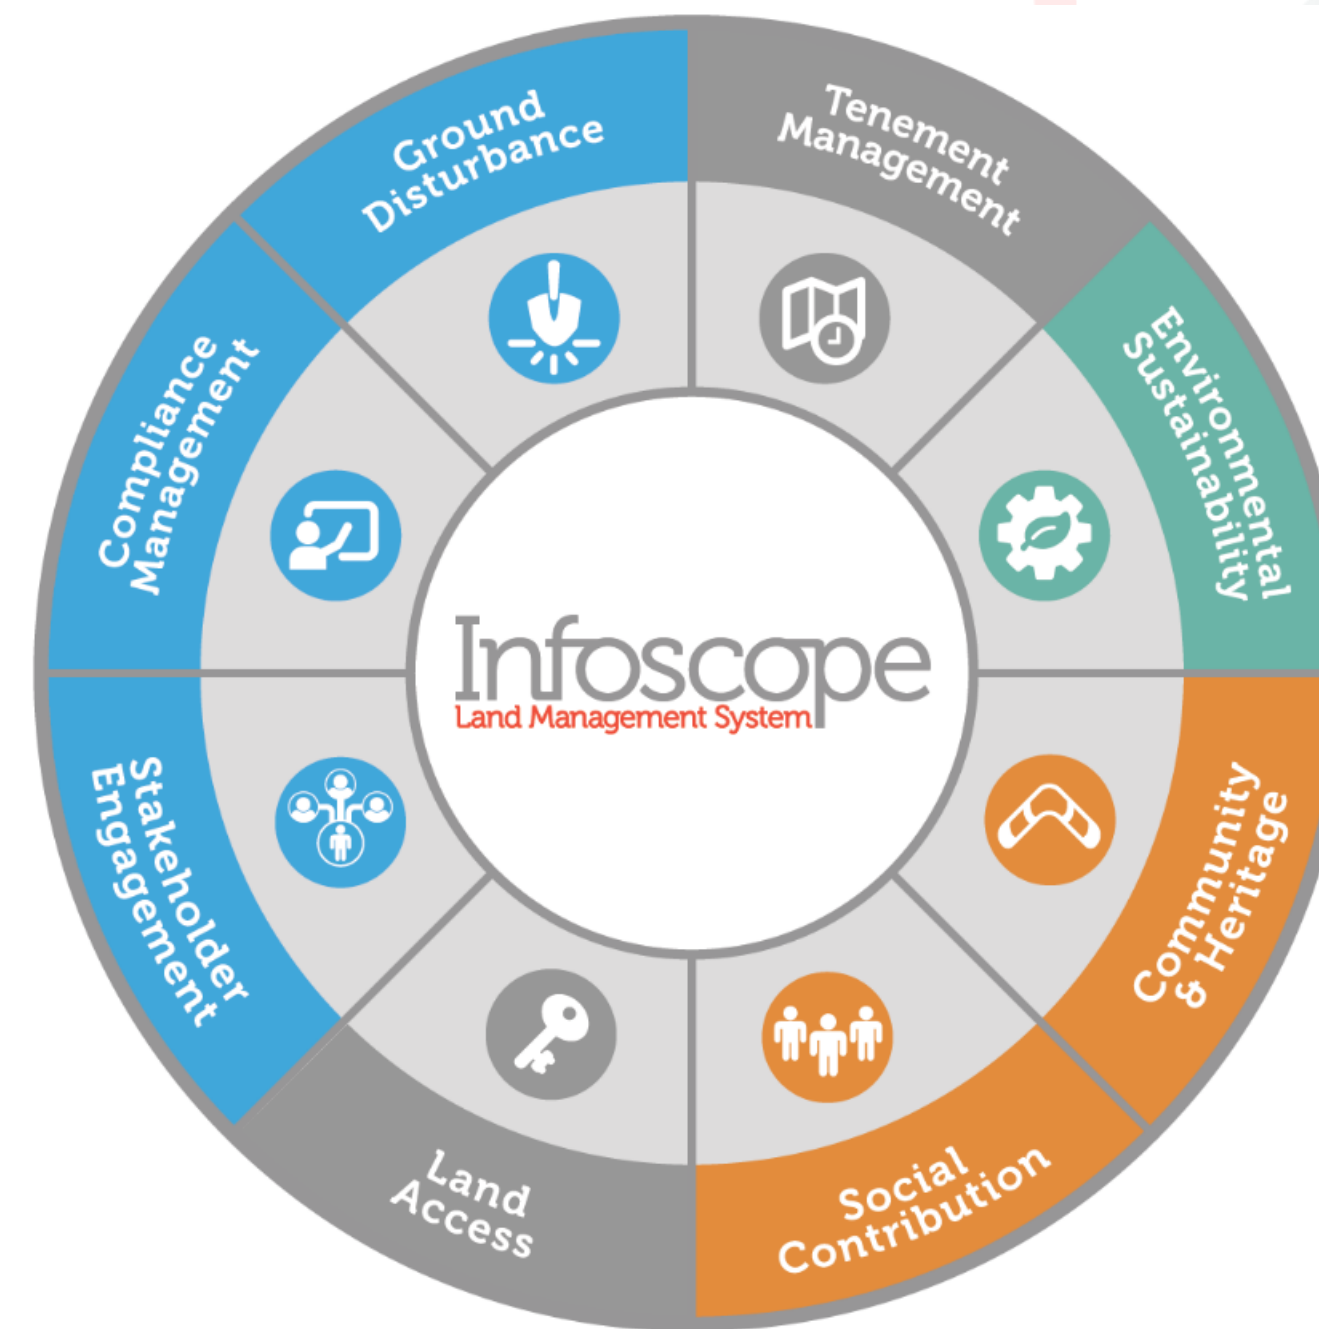 Ground
Disturbance
Tenement
Management
Environmental
Sustainability
Community
& Heritage
Social
Contribution
Land
Access
Stakeholder
Engagement
Compliance
Management
Infoscope
Land Management System